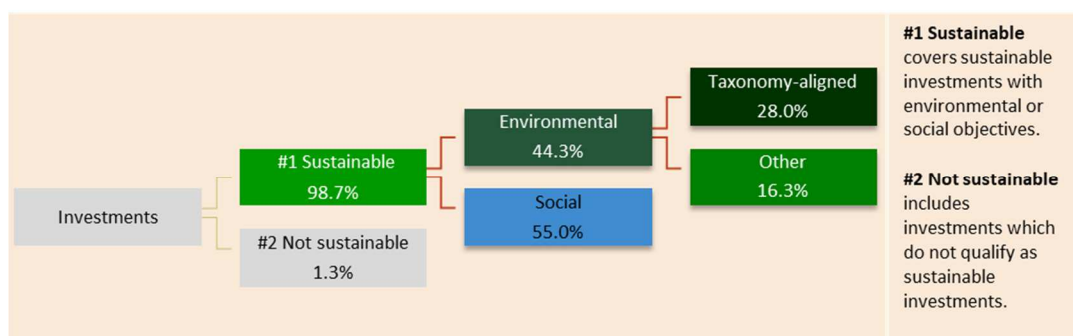 Investments
#1 Sustainable
98.7%
#2 Not sustainable
1.3%
Environmental
44.3%
Social
55.0%
Taxonomy-aligned
28.0%
Other
16.3%
#1 Sustainable
covers sustainable
investments with
environmental or
social objectives.
#2 Not sustainable
includes
investments which
do not qualify as
sustainable
investments.